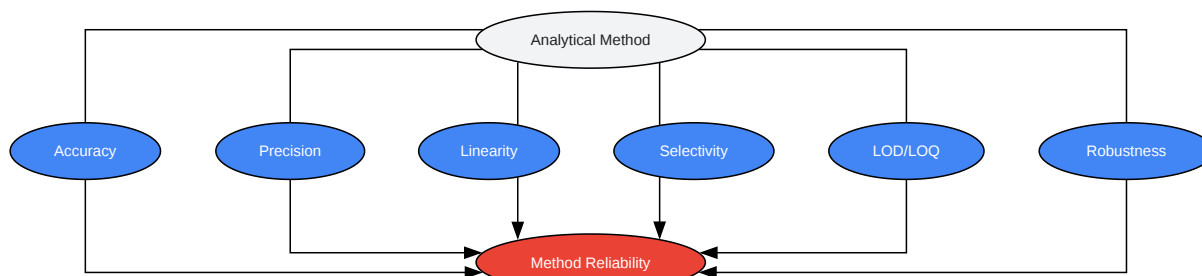 Analytical Method
Accuracy
Precision
Linearity
Selectivity
LOD/LOQ
Robustness
Method Reliability